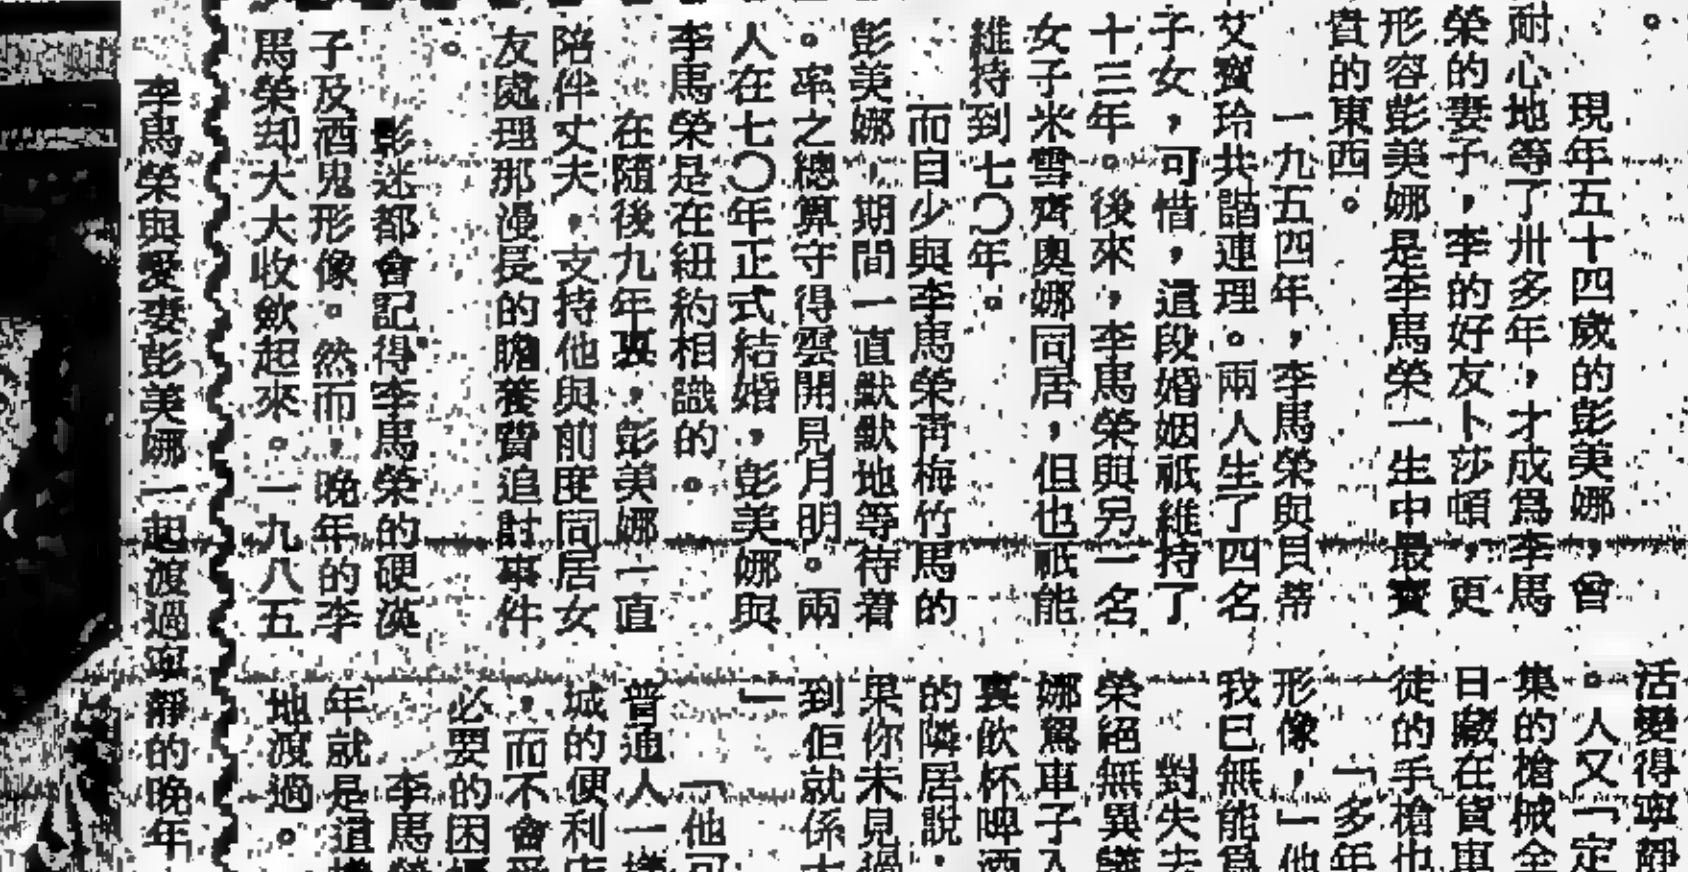 。
現年五十四歲的彭美娜，曾
耐心地等了卅多年，才成爲李馬
榮的妻子，李的好友卜莎頓，更
形容彭美娜是李馬榮一生中最寳
貴的東西。
一九五四年，李馬榮與貝蒂
艾寳玲共諧連理。兩人生了四名
子女，可惜，這段婚姻祇維持了
十三年。後來，李馬榮與另一名
女子米雪齊奧娜同居，但也祇能
維持到七〇年。
而自少與李馬榮靑梅竹馬的
彭美娜，期間一直默默地等待着
。率之總算守得雲開見月明。兩
人在七〇年正式結婚，彭美娜與
李馬榮是在紐約相識的。
在隨後九年裏，彭美娜一直
陪伴丈夫，支持他與前度同居女
友處理那漫長的贍養費追討事件
。
影迷都會記得李馬榮的硬漢
子及酒鬼形像。然而，晚年的李
馬榮却大大收歛起來。一九八五
活變得寧靜
。人又「定
集的槍械全
日藏在貨車
徒的手槍也
「多年
形像，」他
我已無能爲
對失去
榮絕無異議
娜駕車子入
裏飲杯啤酒
的隣居說，
果你未見過
到佢就係大
」
「他可
普通人一樣
城的便利店
，而不會受
必要的困擾
李馬榮
年就是這樣
地渡過。
李馬榮與愛妻彭美娜一起渡過寧靜的晚年